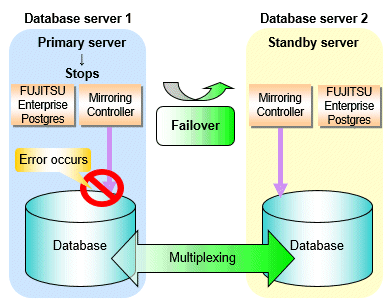 Database server 1
Primary server
↓
Stops
FUJITSU
Enterprise
Postgres
Mirroring
Controller
Error occurs
Database
Failover
Multiplexing
Database server 2
Standby server
Mirroring
Controller
FUJITSU
Enterprise
Postgres
Database